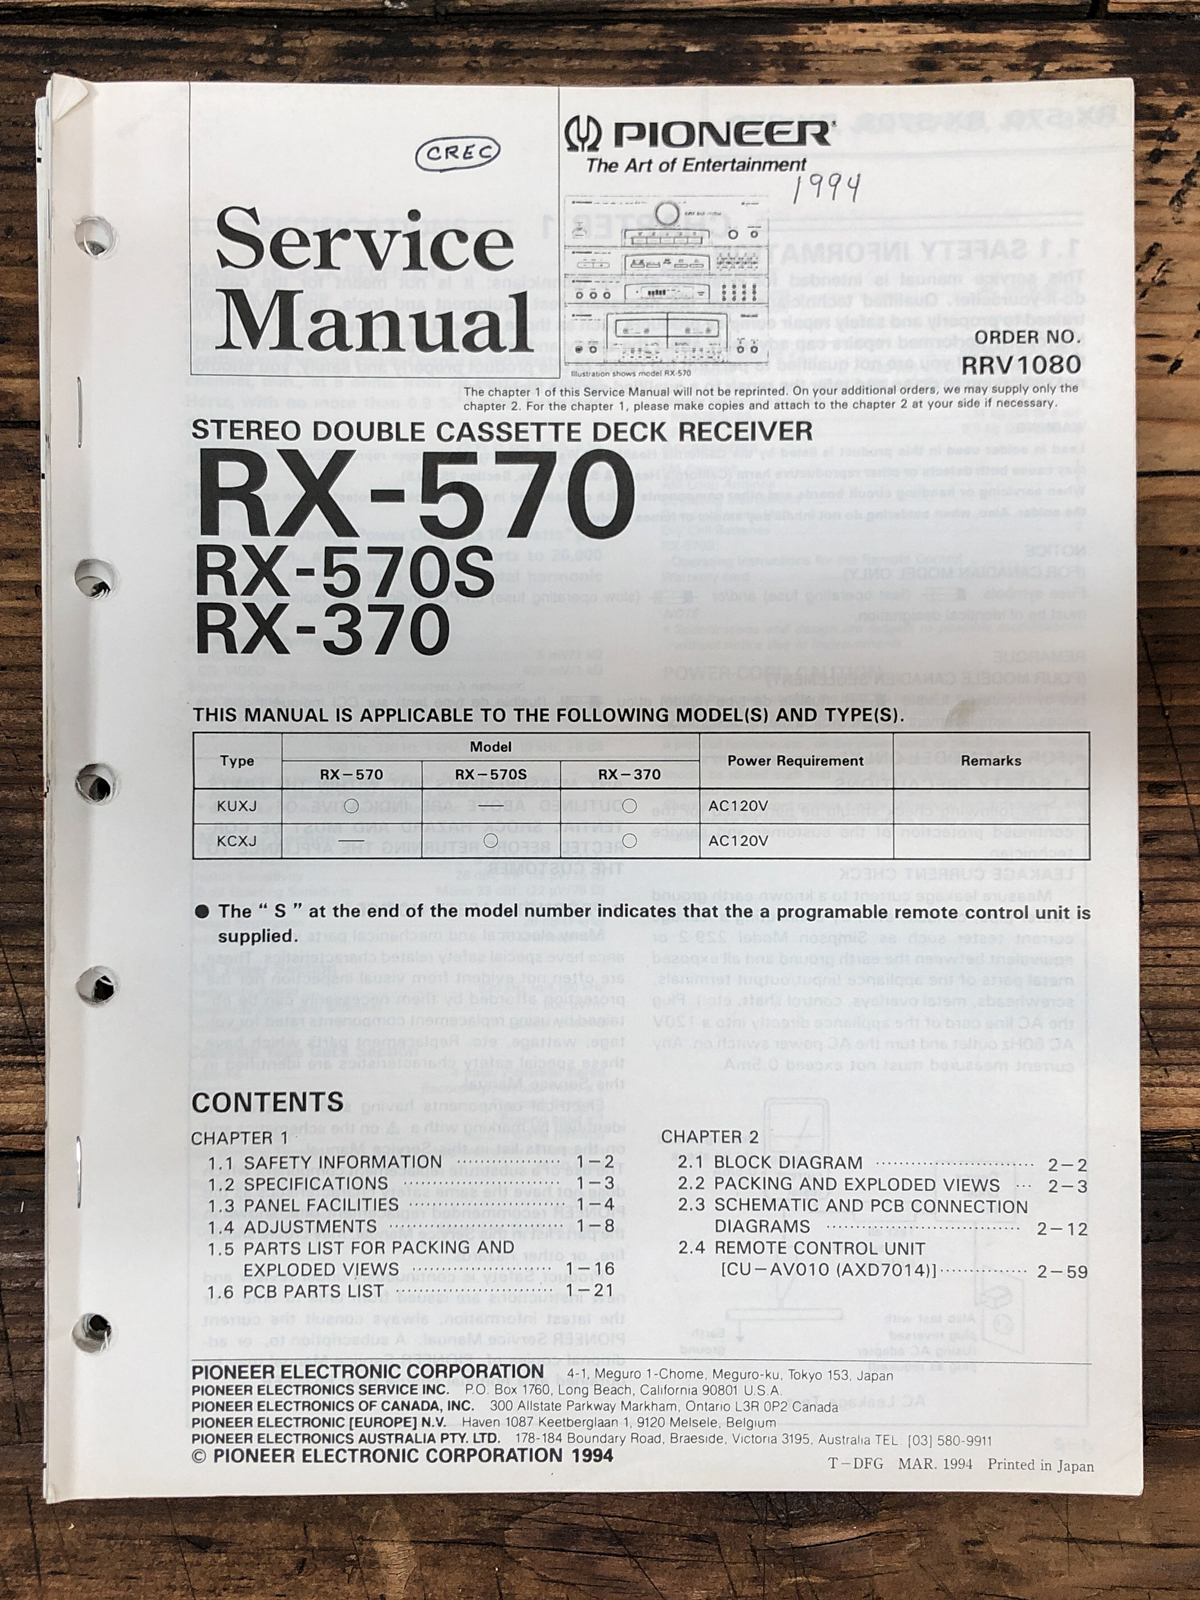 CREC
PIONEER
The Art of Entertainment
1994
Service
Manual
Illustration shows model RX-570
ORDER NO.
RRV1080
The chapter 1 of this Service Manual will not be reprinted. On your additional orders, we may supply only the
chapter 2. For the chapter 1, please make copies and attach to the chapter 2 at your side if necessary.
STEREO DOUBLE CASSETTE DECK RECEIVER
RX-570
RX-570S
RX-370
THIS MANUAL IS APPLICABLE TO THE FOLLOWING MODEL(S) AND TYPE(S).
Type Model Power Requirement Remarks
RX-570 RX-570S RX-370
KUXJ ○ — ○ AC120V
KCXJ — ○ ○ AC120V
● The “ S ” at the end of the model number indicates that the a programable remote control unit is
supplied.
CONTENTS
CHAPTER 1
1.1 SAFETY INFORMATION ···················· 1-2
1.2 SPECIFICATIONS ···························· 1-3
1.3 PANEL FACILITIES ·························· 1-4
1.4 ADJUSTMENTS ······························ 1-8
1.5 PARTS LIST FOR PACKING AND
EXPLODED VIEWS ························ 1-16
1.6 PCB PARTS LIST ··························· 1-21
CHAPTER 2
2.1 BLOCK DIAGRAM ··························· 2-2
2.2 PACKING AND EXPLODED VIEWS ··· 2-3
2.3 SCHEMATIC AND PCB CONNECTION
DIAGRAMS ·································· 2-12
2.4 REMOTE CONTROL UNIT
[CU-AV010 (AXD7014)]··············· 2-59
PIONEER ELECTRONIC CORPORATION 4-1, Meguro 1-Chome, Meguro-ku, Tokyo 153, Japan
PIONEER ELECTRONICS SERVICE INC. P.O. Box 1760, Long Beach, California 90801 U.S.A.
PIONEER ELECTRONICS OF CANADA, INC. 300 Allstate Parkway Markham, Ontario L3R 0P2 Canada
PIONEER ELECTRONIC [EUROPE] N.V. Haven 1087 Keetberglaan 1, 9120 Melsele, Belgium
PIONEER ELECTRONICS AUSTRALIA PTY. LTD. 178-184 Boundary Road, Braeside, Victoria 3195, Australia TEL: [03] 580-9911
© PIONEER ELECTRONIC CORPORATION 1994
T-DFG MAR. 1994 Printed in Japan